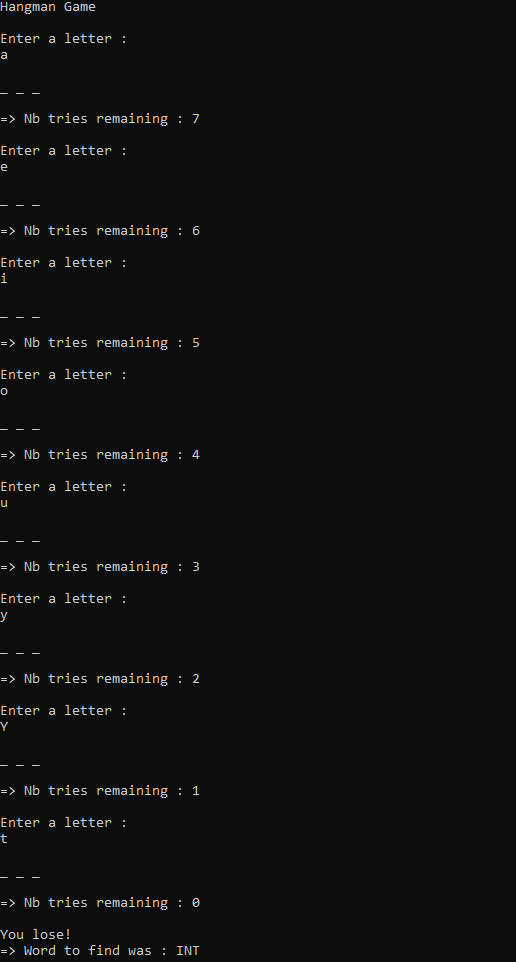 Hangman Game
Enter a letter :
a
_ _ _
=> Nb tries remaining : 7
Enter a letter :
e
_ _ _
=> Nb tries remaining : 6
Enter a letter :
i
_ _ _
=> Nb tries remaining : 5
Enter a letter :
o
_ _ _
=> Nb tries remaining : 4
Enter a letter :
u
_ _ _
=> Nb tries remaining : 3
Enter a letter :
y
_ _ _
=> Nb tries remaining : 2
Enter a letter :
Y
_ _ _
=> Nb tries remaining : 1
Enter a letter :
t
_ _ _
=> Nb tries remaining : 0
You lose!
=> Word to find was : INT